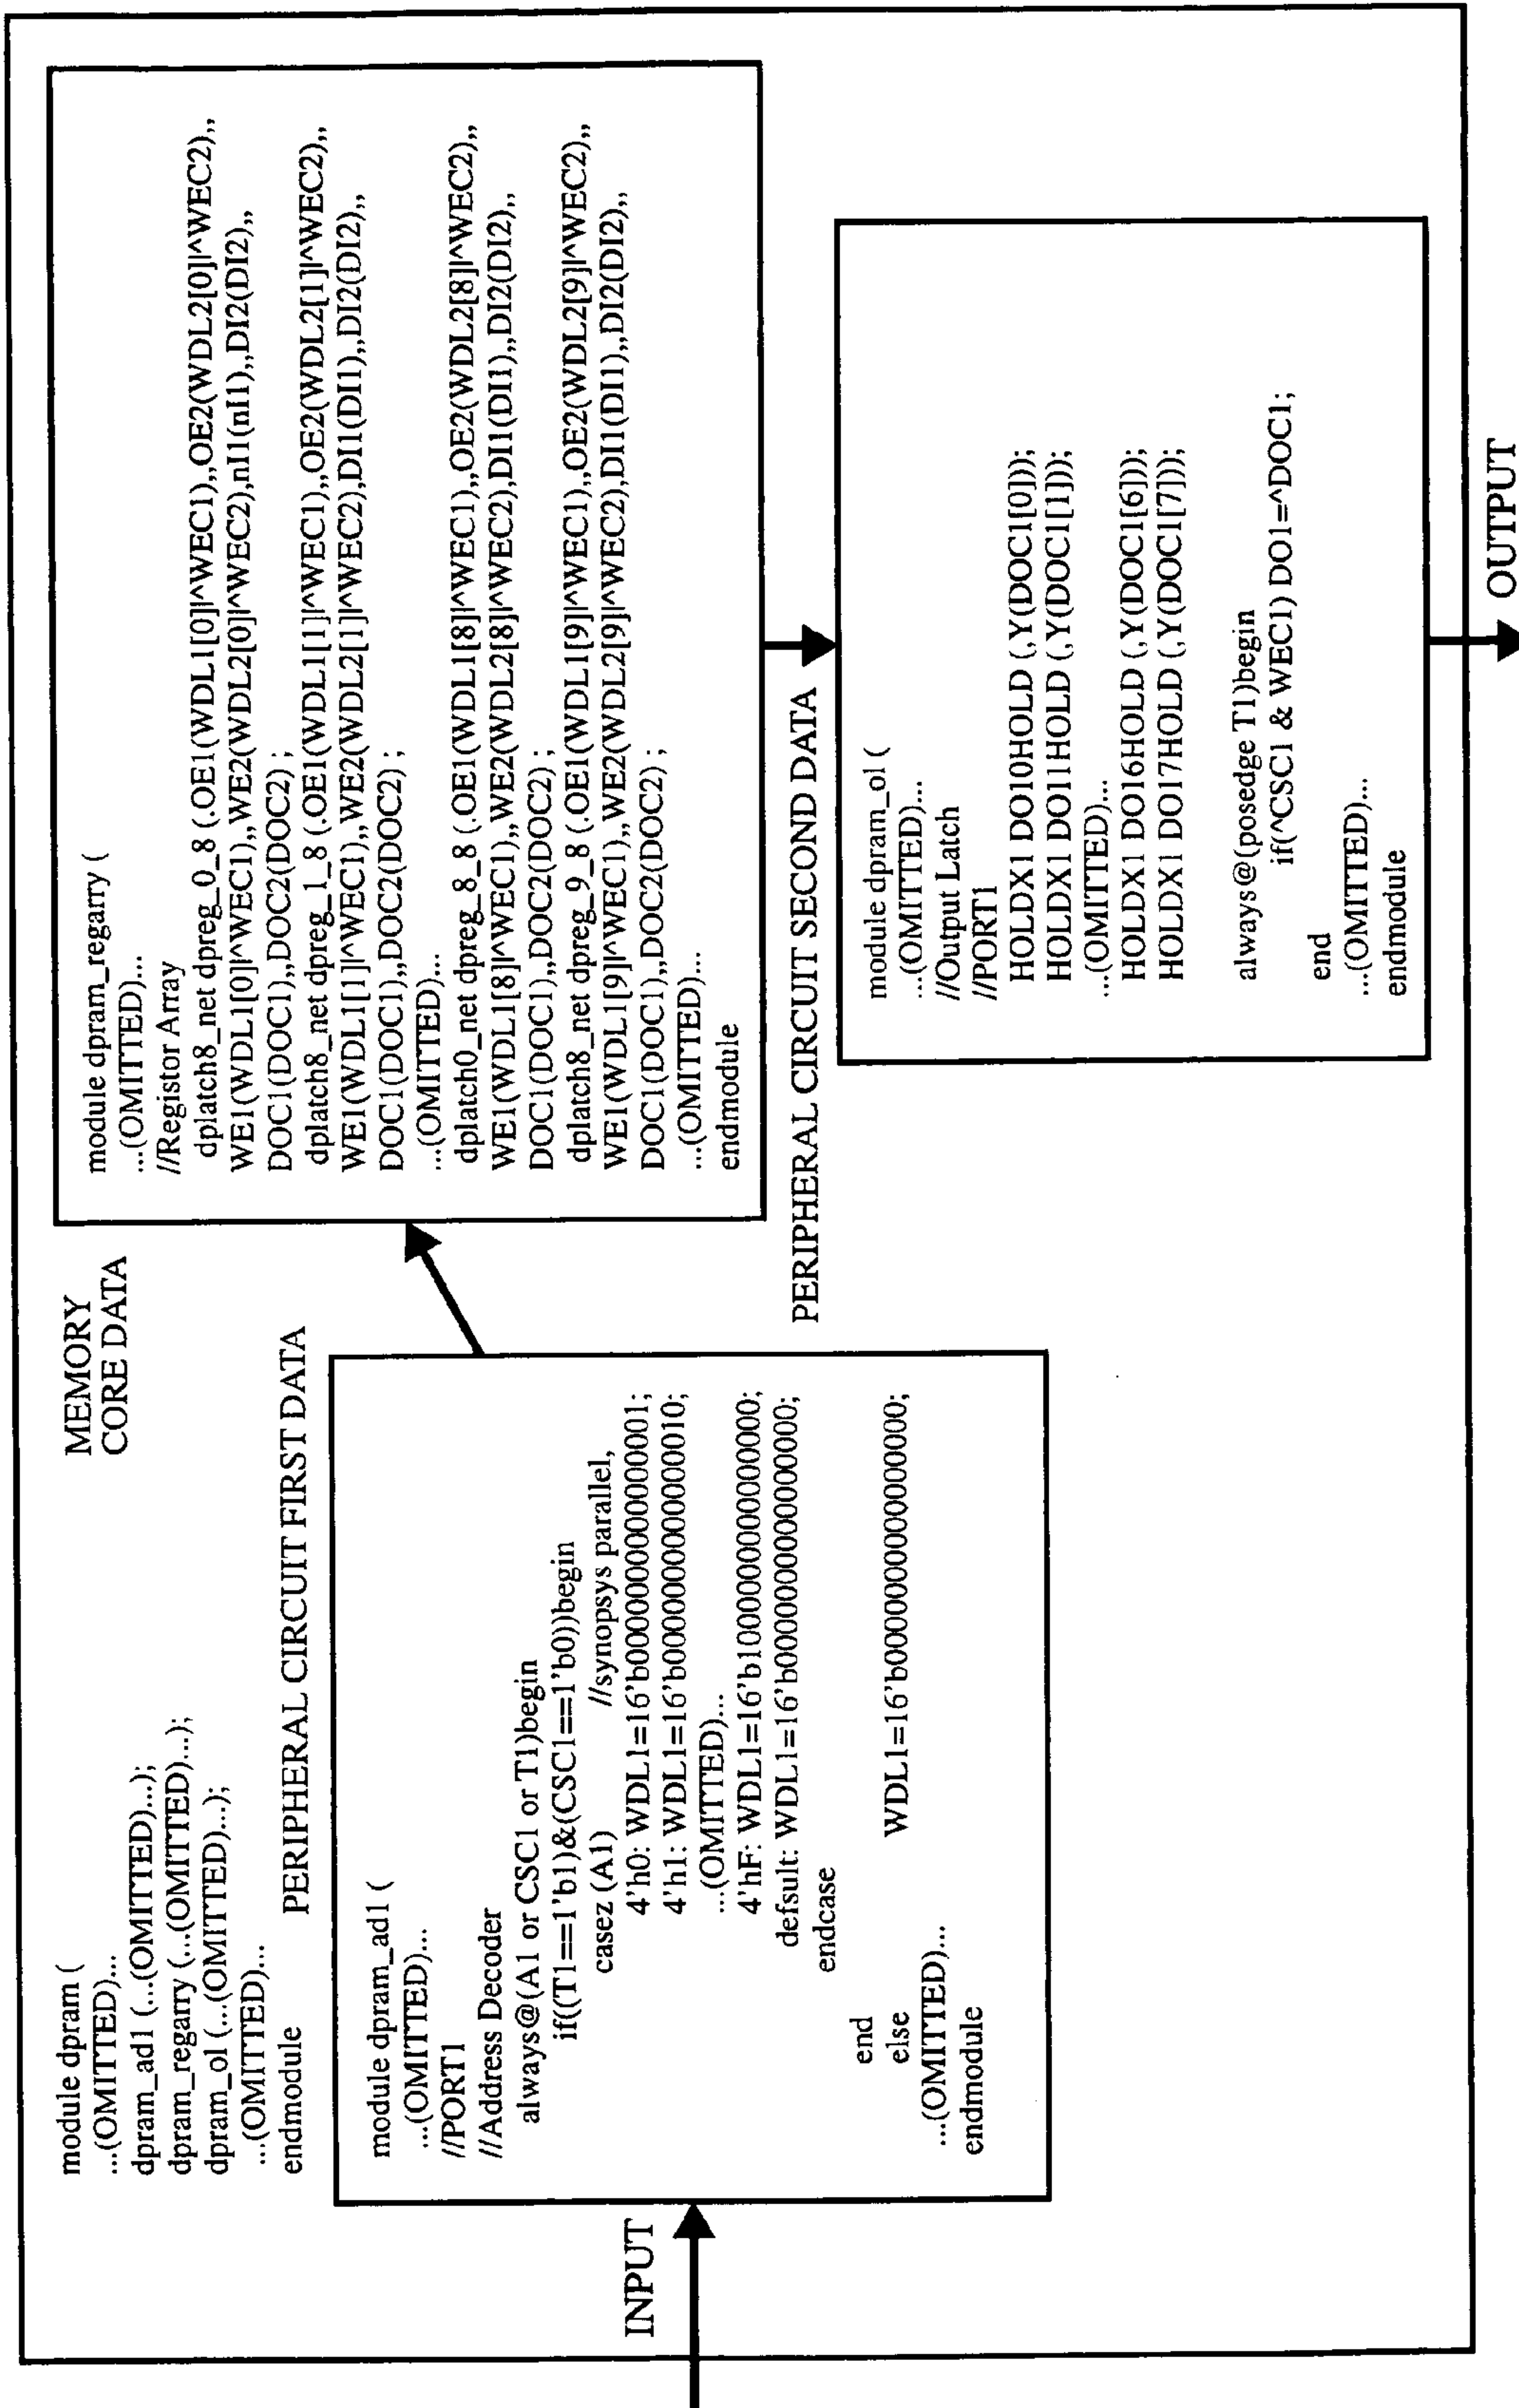 module dpram (
...(OMITTED)...
dpram_ad1 (...(OMITTED)...);
dpram_regarry (...(OMITTED)...);
dpram_ol (...(OMITTED)...);
...(OMITTED)...
endmodule
PERIPHERAL CIRCUIT FIRST DATA
INPUT
module dpram_ad1 (
...(OMITTED)...
//PORT1
//Address Decoder
always@(A1 or CSC1 or T1)begin
if((T1==1'b1)&(CSC1==1'b0))begin
casez (A1) //synopsys parallel,
4'h0: WDL1=16'b0000000000000001;
4'h1: WDL1=16'b0000000000000010;
...(OMITTED)...
4'hF: WDL1=16'b1000000000000000;
defsult: WDL1=16'b0000000000000000;
endcase
end
else WDL1=16'b0000000000000000;
...(OMITTED)...
endmodule
MEMORY
CORE DATA
module dpram_regarry (
...(OMITTED)...
//Registor Array
dplatch8_net dpreg_0_8 (.OE1(WDL1[0]|^WEC1),,OE2(WDL2[0]|^WEC2),,
WE1(WDL1[0]|^WEC1),,WE2(WDL2[0]|^WEC2),nI1(nI1),,DI2(DI2),,
DOC1(DOC1),,DOC2(DOC2) ;
dplatch8_net dpreg_1_8 (.OE1(WDL1[1]|^WEC1),,OE2(WDL2[1]|^WEC2),,
WE1(WDL1[1]|^WEC1),,WE2(WDL2[1]|^WEC2),DI1(DI1),,DI2(DI2),,
DOC1(DOC1),,DOC2(DOC2) ;
...(OMITTED)...
dplatch0_net dpreg_8_8 (.OE1(WDL1[8]|^WEC1),,OE2(WDL2[8]|^WEC2),,
WE1(WDL1[8]|^WEC1),,WE2(WDL2[8]|^WEC2),DI1(DI1),,DI2(DI2),,
DOC1(DOC1),,DOC2(DOC2) ;
dplatch8_net dpreg_9_8 (.OE1(WDL1[9]|^WEC1),,OE2(WDL2[9]|^WEC2),,
WE1(WDL1[9]|^WEC1),,WE2(WDL2[9]|^WEC2),DI1(DI1),,DI2(DI2),,
DOC1(DOC1),,DOC2(DOC2) ;
...(OMITTED)...
endmodule
PERIPHERAL CIRCUIT SECOND DATA
module dpram_ol (
...(OMITTED)...
//Output Latch
//PORT1
HOLDX1 DO10HOLD (,Y(DOC1[0]));
HOLDX1 DO11HOLD (,Y(DOC1[1]));
...(OMITTED)...
HOLDX1 DO16HOLD (,Y(DOC1[6]));
HOLDX1 DO17HOLD (,Y(DOC1[7]));
always@(posedge T1)begin
if(^CSC1 & WEC1) DO1=^DOC1;
end
...(OMITTED)...
endmodule
OUTPUT